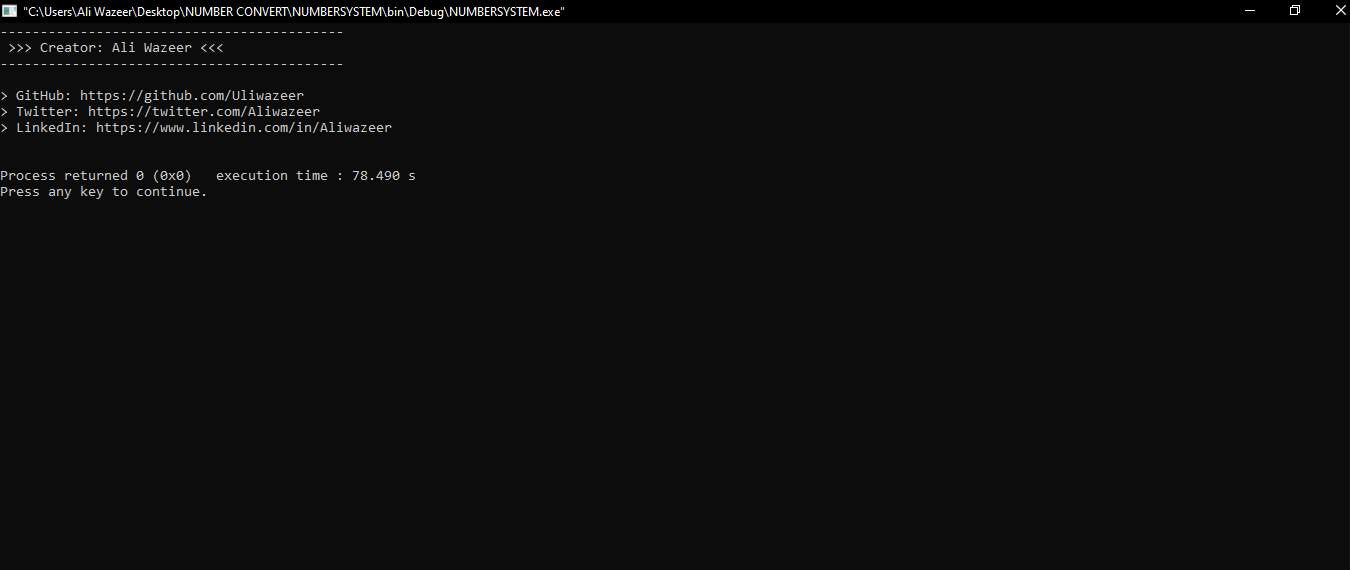 "C:\Users\Ali Wazeer\Desktop\NUMBER CONVERT\NUMBERSYSTEM\bin\Debug\NUMBERSYSTEM.exe"
-------------------------------------------
 >>> Creator: Ali Wazeer <<<
-------------------------------------------
> GitHub: https://github.com/Uliwazeer
> Twitter: https://twitter.com/Aliwazeer
> LinkedIn: https://www.linkedin.com/in/Aliwazeer
Process returned 0 (0x0)   execution time : 78.490 s
Press any key to continue.